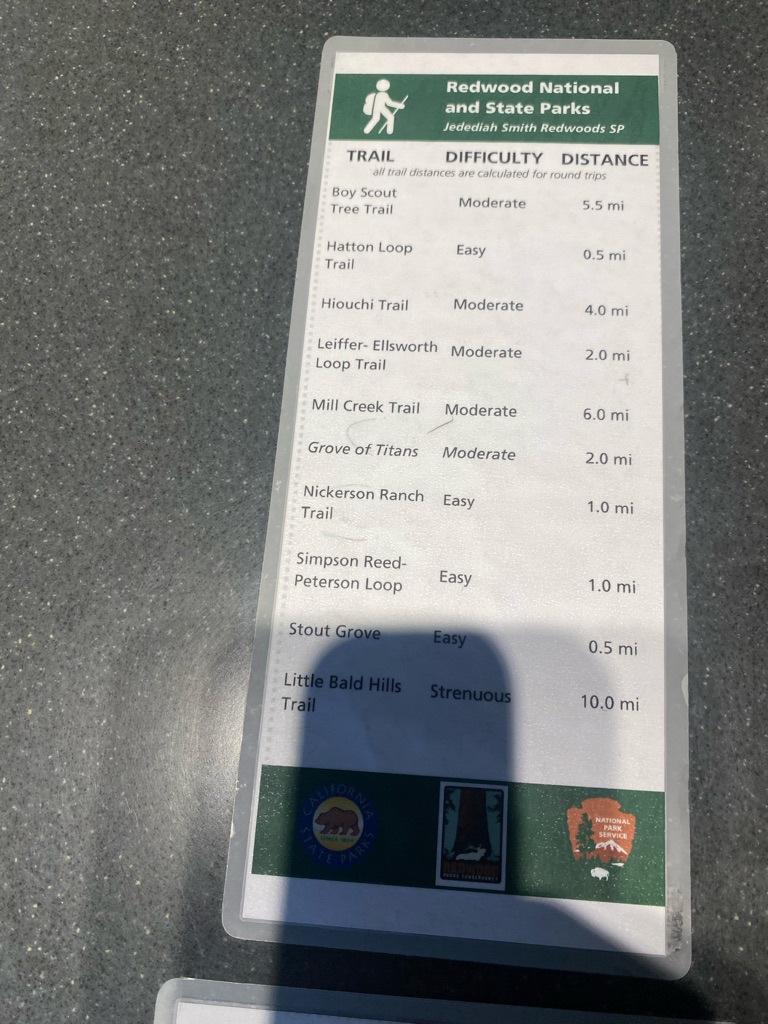 Redwood National
and State Parks
Jedediah Smith Redwoods SP
TRAIL DIFFICULTY DISTANCE
all trail distances are calculated for round trips
Boy Scout
Tree Trail Moderate 5.5 mi
Hatton Loop
Trail Easy 0.5 mi
Hiouchi Trail Moderate 4.0 mi
Leiffer- Ellsworth
Loop Trail Moderate 2.0 mi
Mill Creek Trail Moderate 6.0 mi
Grove of Titans Moderate 2.0 mi
Nickerson Ranch
Trail Easy 1.0 mi
Simpson Reed-
Peterson Loop Easy 1.0 mi
Stout Grove Easy 0.5 mi
Little Bald Hills
Trail Strenuous 10.0 mi
CALIFORNIA
STATE PARKS
SINCE 1864
REDWOOD
PARKS CONSERVANCY
NATIONAL
PARK
SERVICE